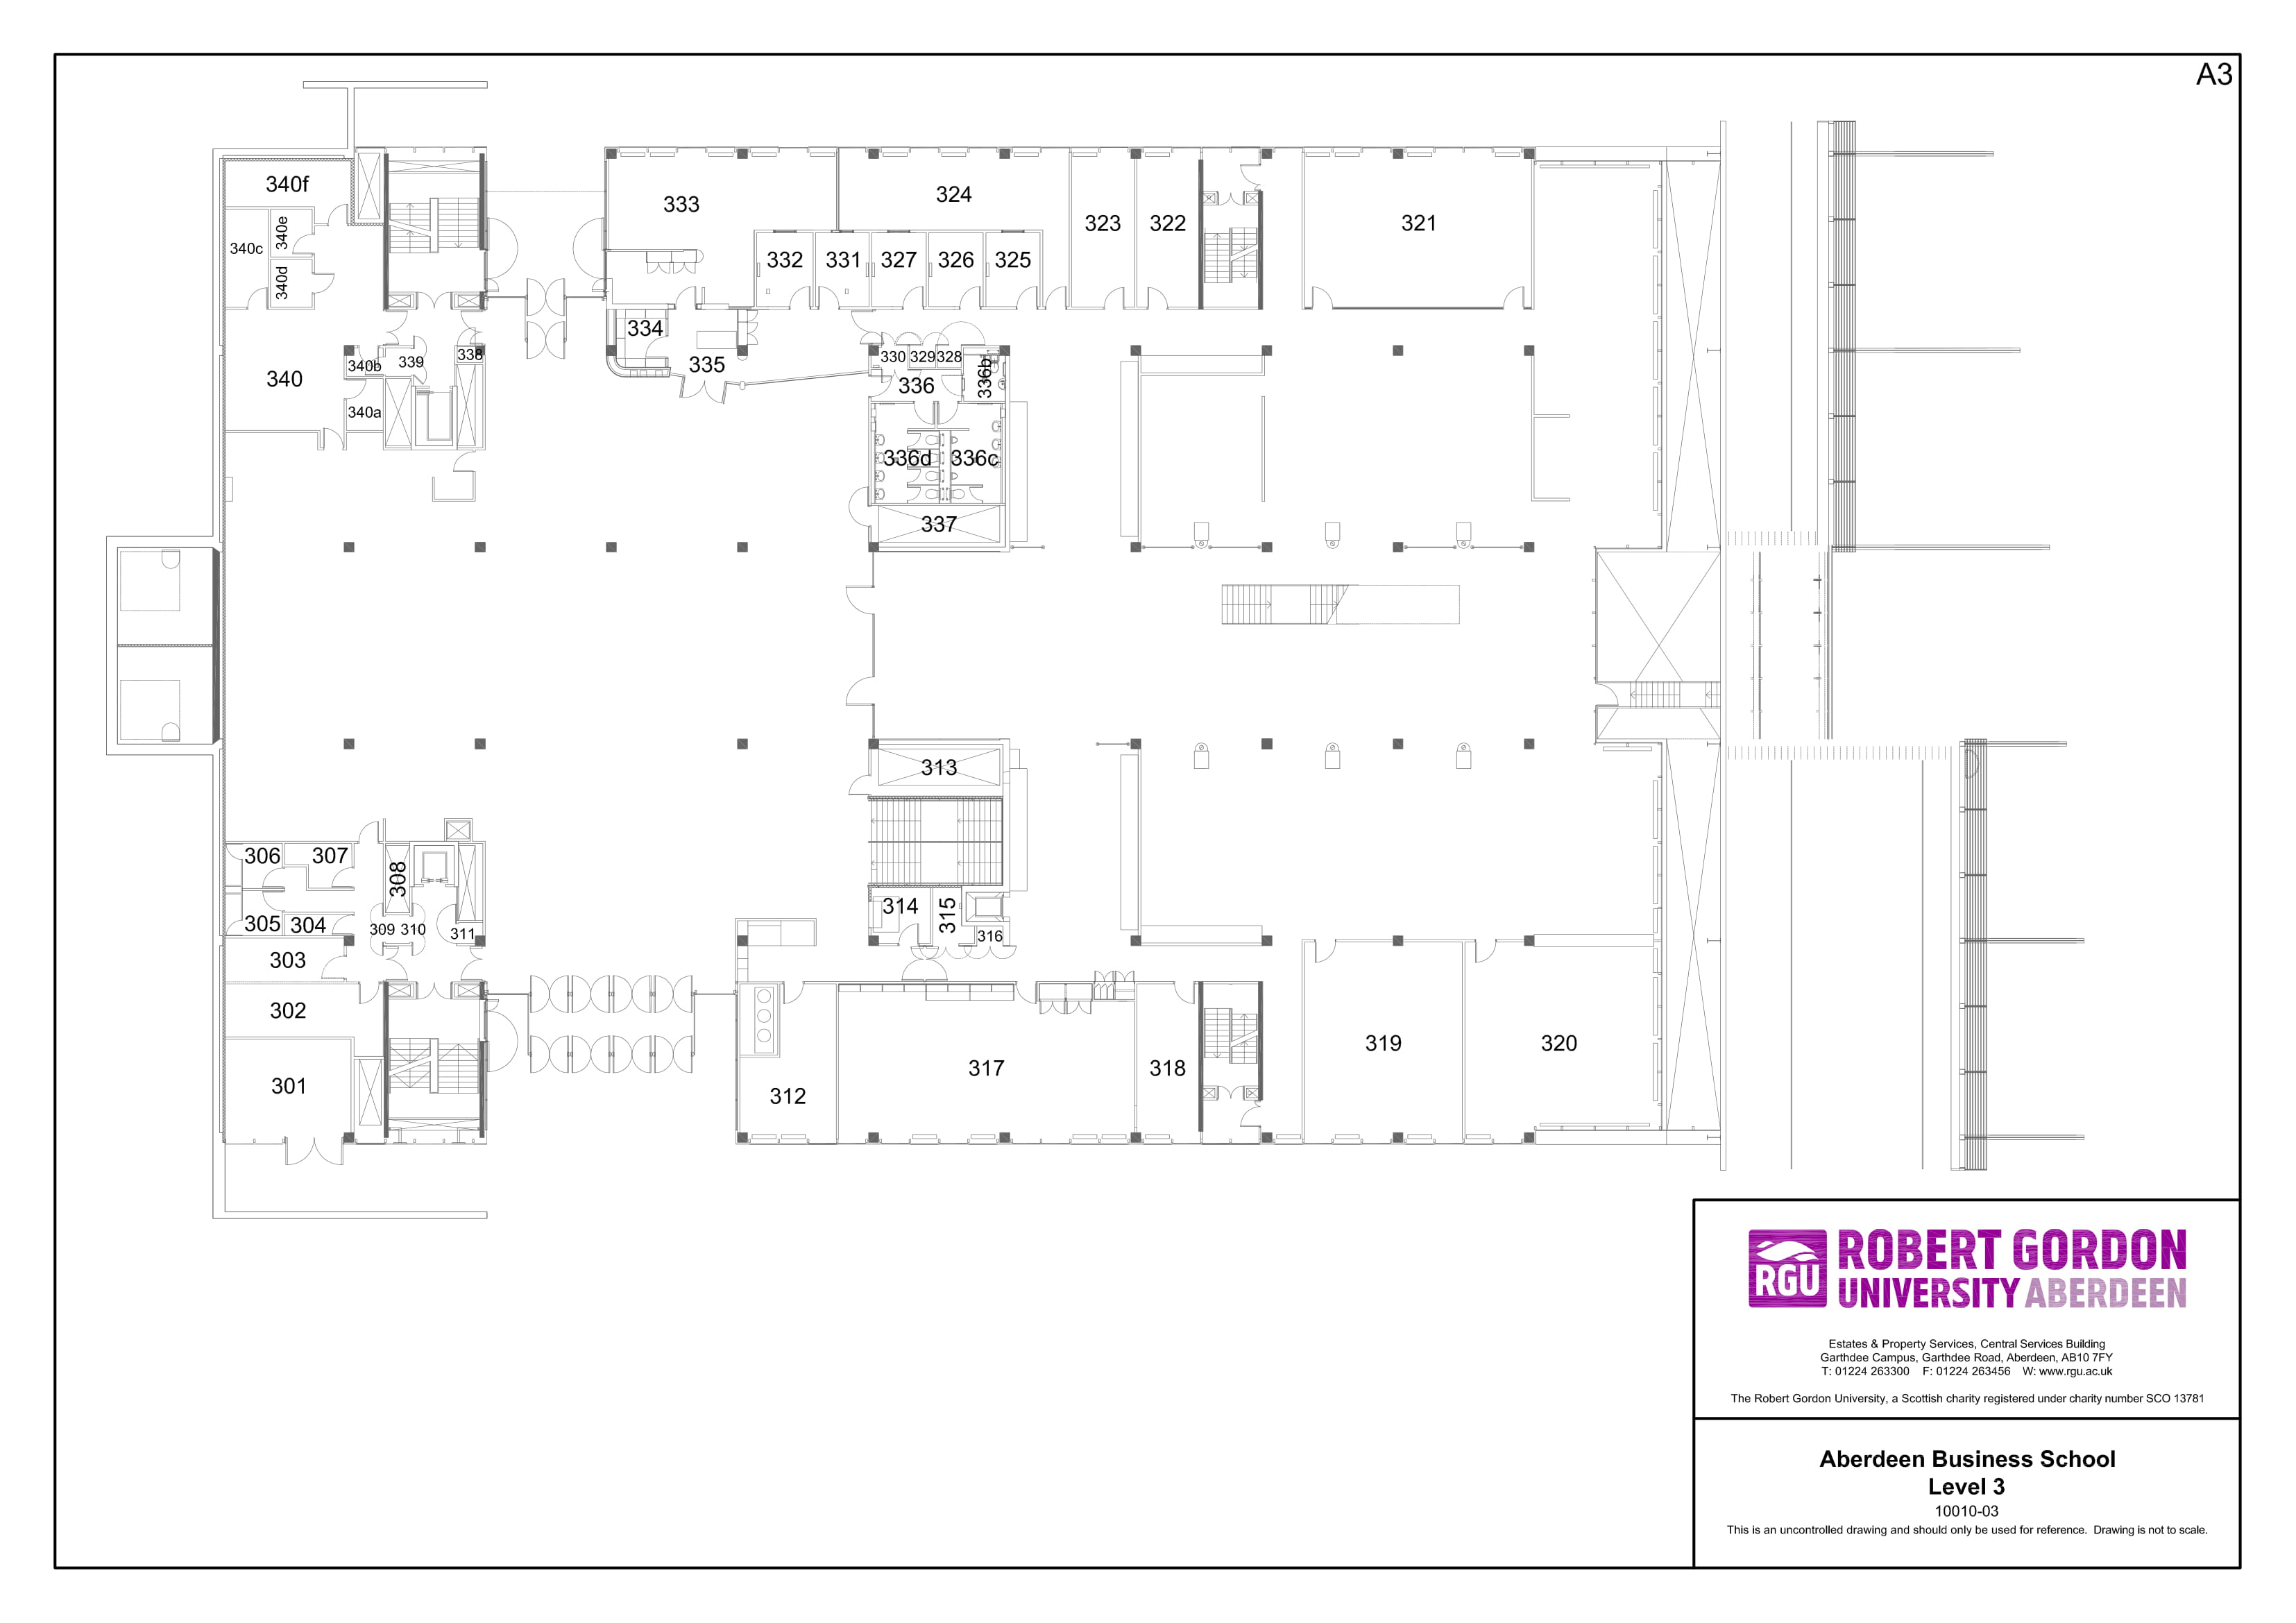 A3
340f
333
324
323
322
321
340c
340e
340d
332
331
327
326
325
334
335
330
329
328
338
339
340b
340
340a
336
336b
336d
336c
337
313
306
307
308
305
304
309
310
311
314
315
316
303
302
301
312
317
318
319
320
RGU
ROBERT GORDON
UNIVERSITY ABERDEEN
Estates & Property Services, Central Services Building
Garthdee Campus, Garthdee Road, Aberdeen, AB10 7FY
T: 01224 263300 F: 01224 263456 W: www.rgu.ac.uk
The Robert Gordon University, a Scottish charity registered under charity number SCO 13781
Aberdeen Business School
Level 3
10010-03
This is an uncontrolled drawing and should only be used for reference. Drawing is not to scale.